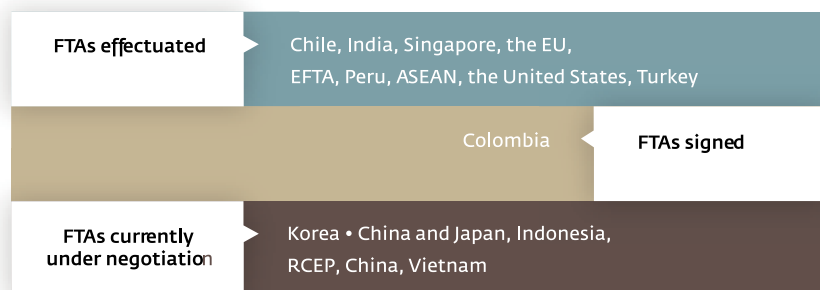 FTAs effectuated
Chile, India, Singapore, the EU,
EFTA, Peru, ASEAN, the United States, Turkey
Colombia
FTAs signed
FTAs currently
under negotiation
Korea • China and Japan, Indonesia,
RCEP, China, Vietnam